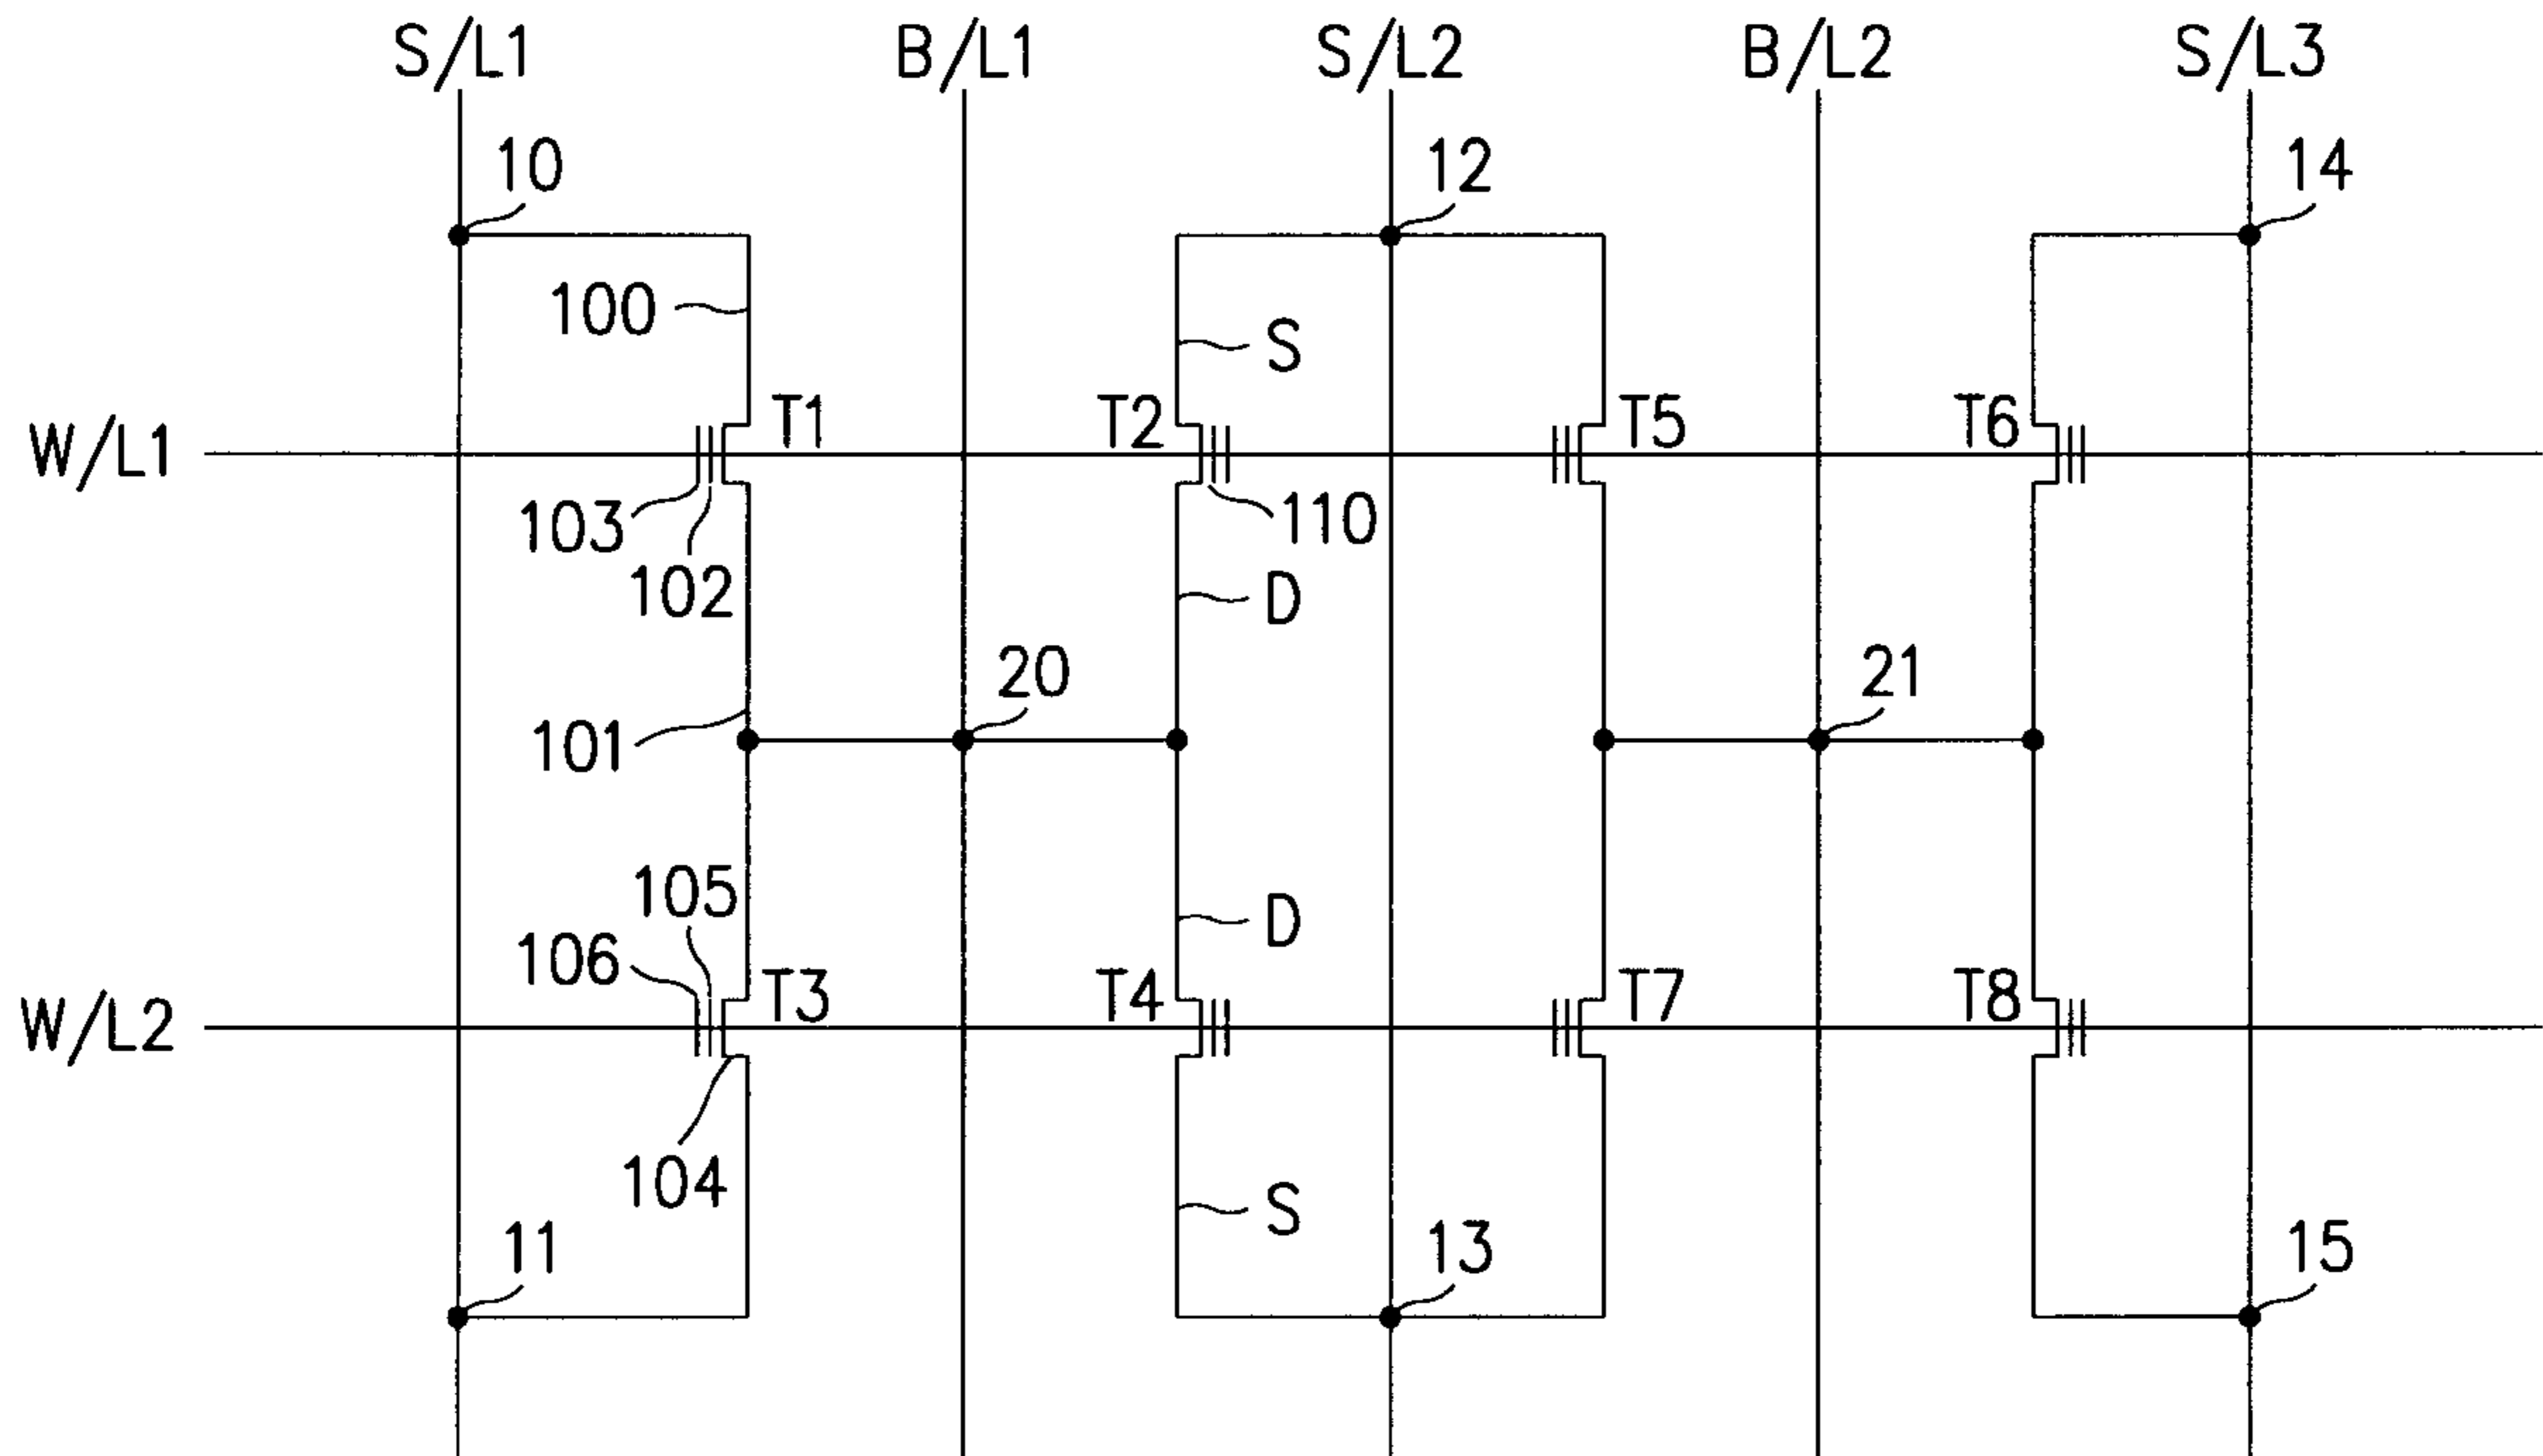 S/L1 B/L1 S/L2 B/L2 S/L3
10 12 14
100
S
W/L1 T1 T2 T5 T6
103 110
102
D
20 21
101
105 D
106
W/L2 T3 T4 T7 T8
104
S
11 13 15